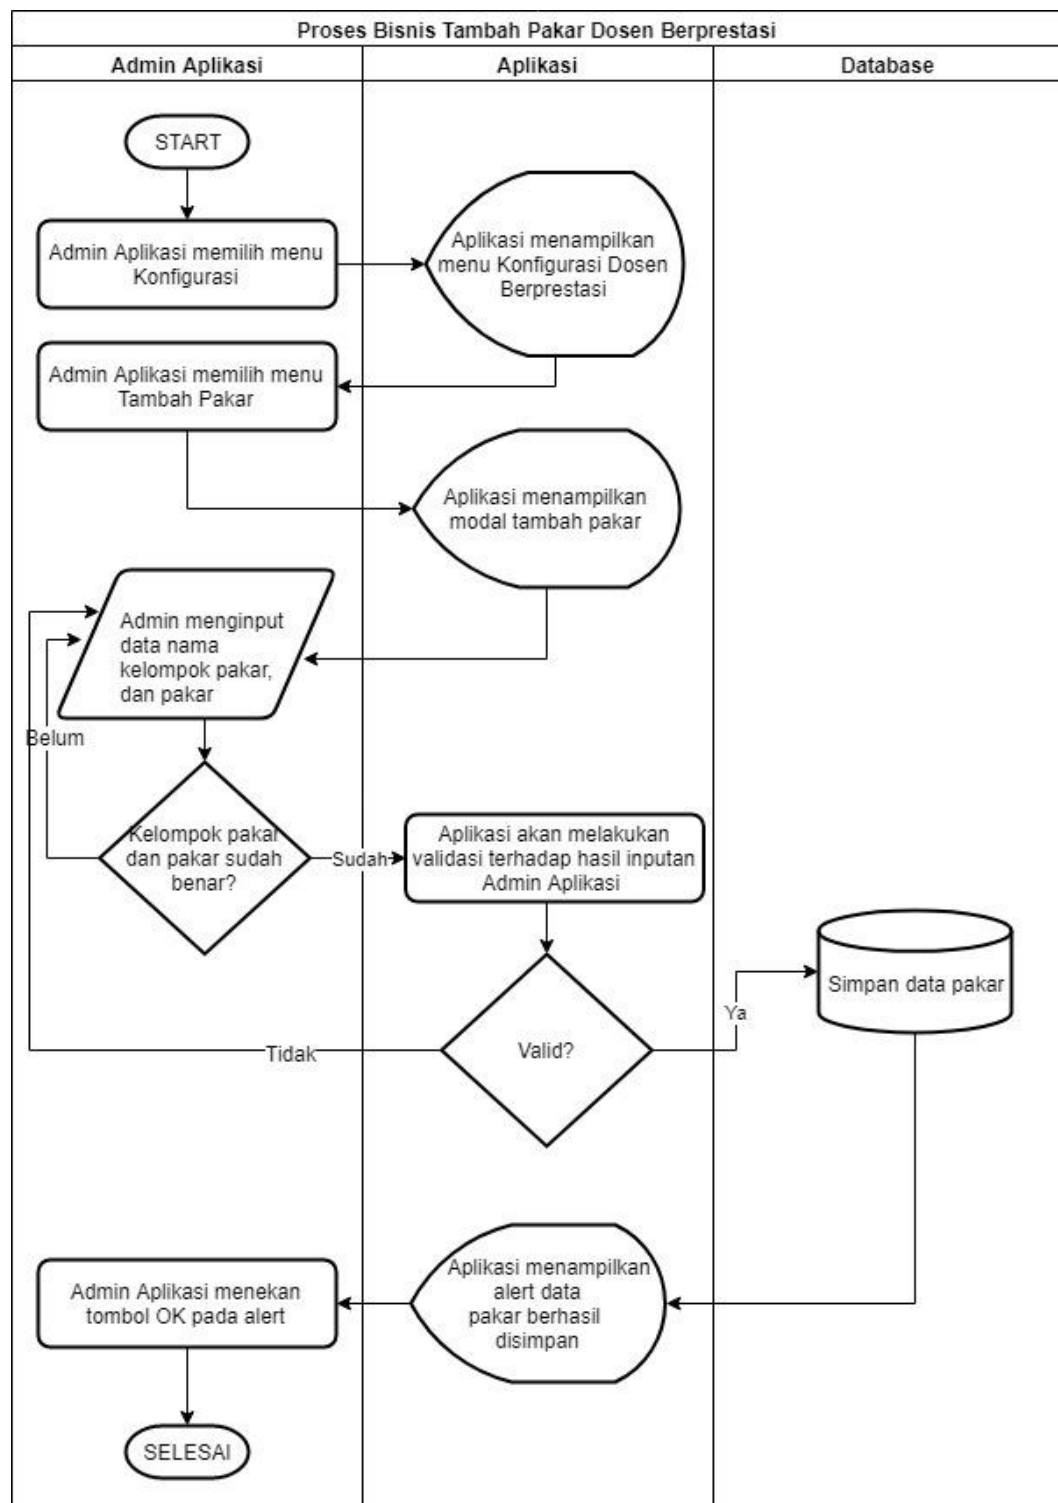 Proses Bisnis Tambah Pakar Dosen Berprestasi
Admin Aplikasi
Aplikasi
Database
START
Admin Aplikasi memilih menu
Konfigurasi
Aplikasi menampilkan
menu Konfigurasi Dosen
Berprestasi
Admin Aplikasi memilih menu
Tambah Pakar
Aplikasi menampilkan
modal tambah pakar
Admin menginput
data nama
kelompok pakar,
dan pakar
Belum
Kelompok pakar
dan pakar sudah
benar?
Sudah
Aplikasi akan melakukan
validasi terhadap hasil inputan
Admin Aplikasi
Simpan data pakar
Ya
Valid?
Tidak
Aplikasi menampilkan
alert data
pakar berhasil
disimpan
Admin Aplikasi menekan
tombol OK pada alert
SELESAI